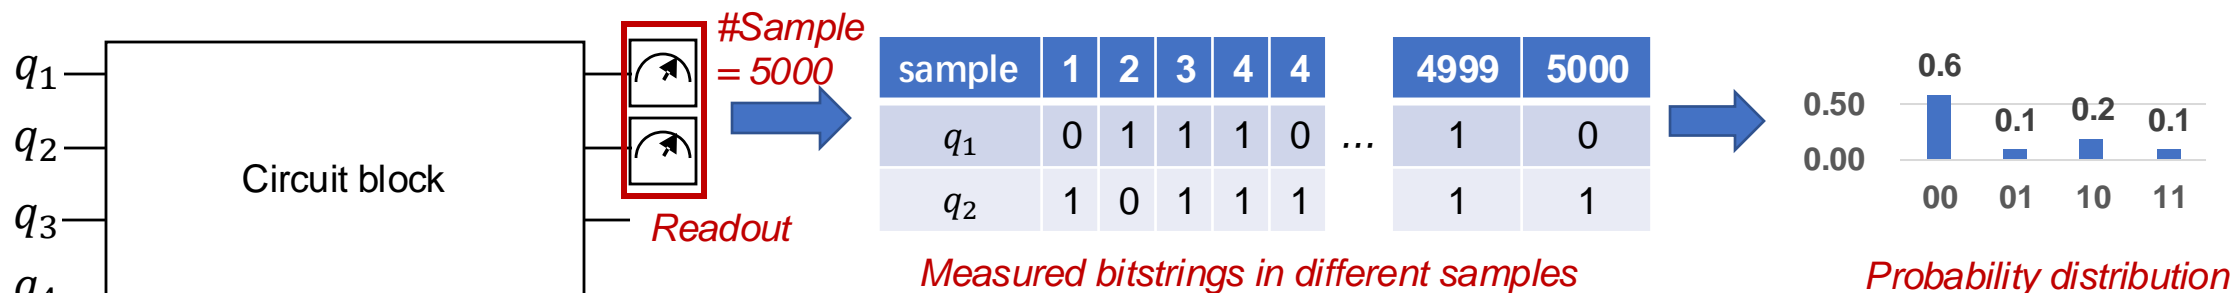 #Sample
= 5000
q₁
q₂
q₃
Circuit block
Readout
sample 1 2 3 4 4 4999 5000
q₁ 0 1 1 1 0 ... 1 0
q₂ 1 0 1 1 1 1 1
Measured bitstrings in different samples
0.6
0.50
0.1 0.2 0.1
0.00
00 01 10 11
Probability distribution